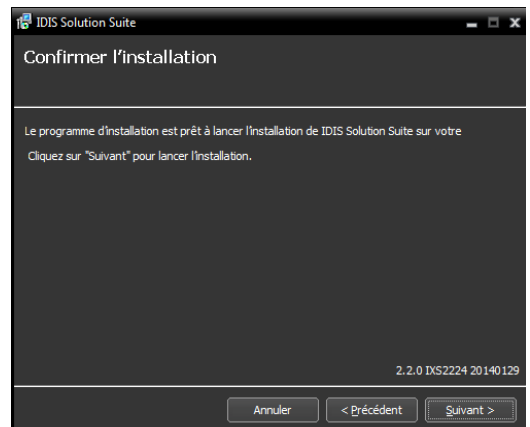 IDIS Solution Suite
Confirmer l'installation
Le programme d'installation est prêt à lancer l'installation de IDIS Solution Suite sur votre
Cliquez sur "Suivant" pour lancer l'installation.
2.2.0 IXS2224 20140129
Annuler
< Précédent
Suivant >